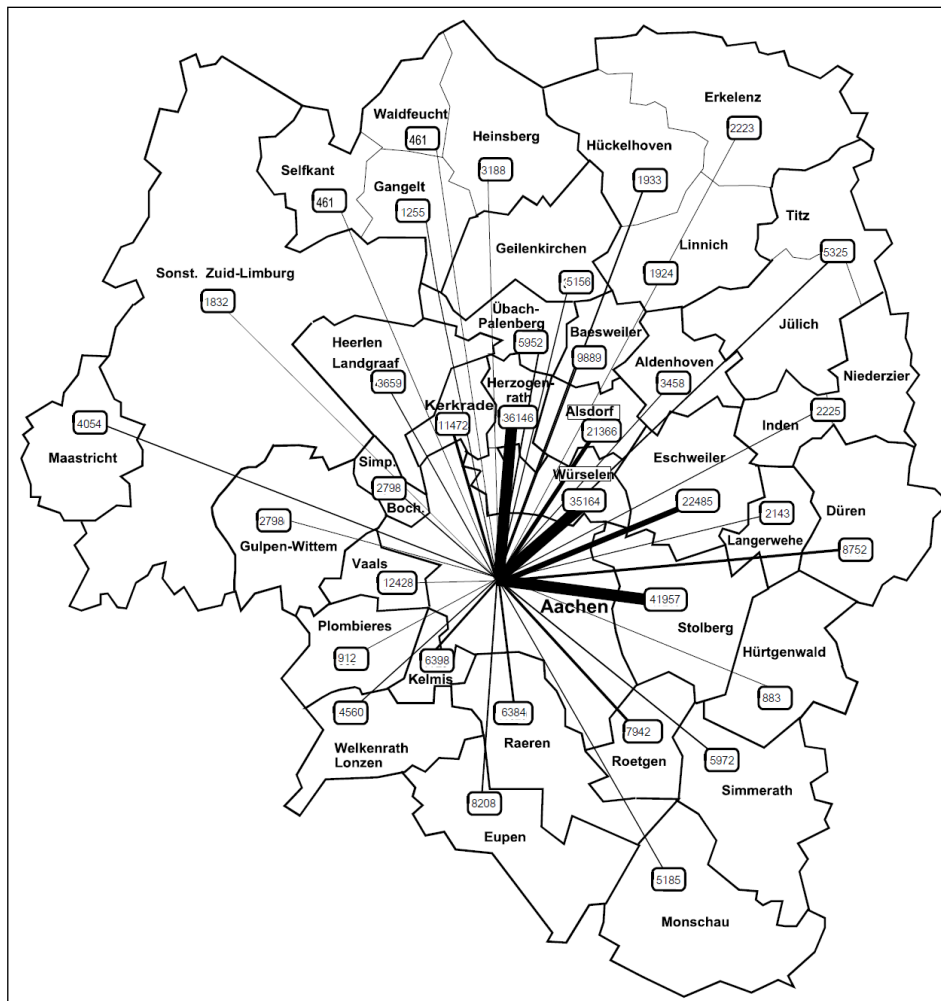 Erkelenz
2223
Waldfeucht
461
Heinsberg
3188
Hückelhoven
1933
Selfkant
461
Gangelt
1255
Titz
5325
Linnich
1924
Geilenkirchen
5156
Sonst. Zuid-Limburg
1832
Übach-
Palenberg
5952
Baesweiler
9889
Jülich
Heerlen
Landgraaf
3659
Aldenhoven
3458
Niederzier
2225
Herzogen-
rath
36146
Kerkrade
11472
Alsdorf
21366
Inden
4054
Maastricht
Eschweiler
22485
Simp.
2798
Boch.
Würselen
35164
2143
Langerwehe
Düren
8752
2798
Gulpen-Wittem
Vaals
12428
Aachen
41957
Stolberg
Plombieres
912
6398
Kelmis
Hürtgenwald
883
4560
Welkenrath
Lonzen
6384
Raeren
7942
Roetgen
5972
Simmerath
8208
Eupen
5185
Monschau